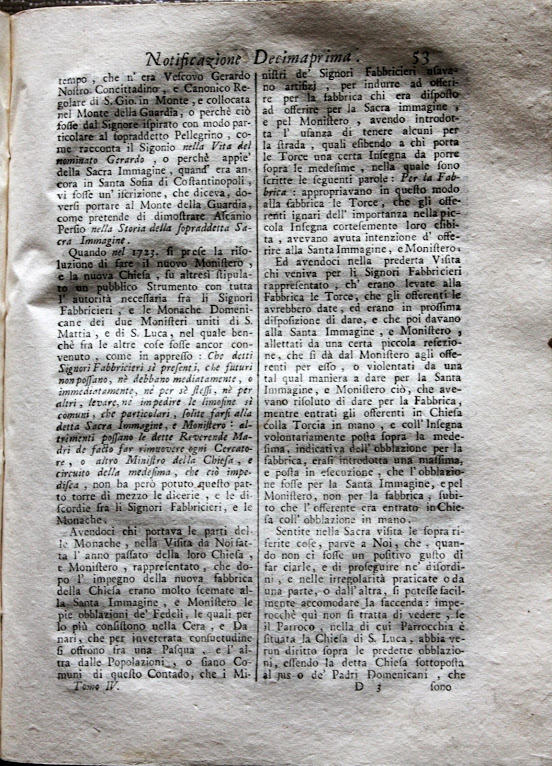 Notificazione Decimaprima. 53
tempo , che n' era Vescovo Gerardo
Nostro Concittadino , e Canonico Re-
golare di S. Gio. in Monte , e collocata
nel Monte della Guardia, o perchè ciò
fosse dal Signore ispirato con modo par-
ticolare al sopraddetto Pellegrino , co-
me racconta il Sigonio nella Vita del
nominato Gerardo , o perchè appie'
della Sacra Immagine, quand' era an-
cora in Santa Sofia di Costantinopoli,
vi fosse un' iscrizione, che diceva, do-
versi portare al Monte della Guardia,
come pretende di dimostrare Ascanio
Persio nella Storia della sopraddetta Sa-
cra Immagine.
Quando nel 1723. si prese la riso-
luzione di fare il nuovo Monistero ,
e la nuova Chiesa , fu altresì stipula-
to un pubblico Strumento con tutta
l' autorità necessaria fra li Signori
Fabbricieri , e le Monache Domeni-
cane dei due Monisteri uniti di S.
Mattia , e di S. Luca, nel quale ben-
chè fra le altre cose fosse ancor con-
venuto , come in appresso : Che detti
Signori Fabbricieri sì presenti, che futuri
non possano, nè debbano mediatamente, o
immediatamente, nè per sè stessi, nè per
altri, levare, nè impedire le limosine sì
comuni, che particolari, solite farsi alla
detta Sacra Immagine, e Monistero : al-
trimenti possano le dette Reverende Ma-
dri de facto far rimuovere ogni Cercato-
re , o altro Ministro della Chiesa, e
circuito della medesima, che ciò impe-
disca , non ha però potuto questo pat-
to torre di mezzo le dicerie , e le di-
scordie fra li Signori Fabbricieri, e le
Monache.
Avendoci chi portava le parti del-
le Monache , nella Visita da Noi fat-
ta l' anno passato della loro Chiesa ,
e Monistero , rappresentato, che do-
po l' impegno della nuova fabbrica
della Chiesa erano molto scemate al-
la Santa Immagine , e Monistero le
pie obblazioni de' Fedeli, le quali per
lo più consistono nella Cera , e Da-
nari, che per inveterata consuetudine
si offrono fra una Pasqua , e l' al-
tra dalle Popolazioni , o siano Co-
muni di questo Contado, che i Mi-
Tomo IV.
nistri de' Signori Fabbricieri usava-
no artifizj , per indurre ad offeri-
re per la fabbrica chi era disposto
ad offerire per la Sacra immagine ,
e pel Monistero , avendo introdot-
ta l' usanza di tenere alcuni per
la strada , quali esibendo a chi porta
le Torce una certa Insegna da porre
sopra le medesime , nella quale sono
scritte le seguenti parole : Per la Fab-
brica : appropriavano in questo modo
alla fabbrica le Torce, che gli offe-
renti ignari dell' importanza nella pic-
cola Insegna cortesemente loro esibi-
ta , avevano avuta intenzione d' offe-
rire alla Santa Immagine, e Monistero.
Ed avendoci nella predetta Visita
chi veniva per li Signori Fabbricieri
rappresentato, ch' erano levate alla
Fabbrica le Torce, che gli offerenti le
avrebbero date, ed erano in prossima
disposizione di dare, e che poi davano
alla Santa Immagine , e Monistero ,
allettati da una certa piccola refezio-
ne, che si dà dal Monistero agli offe-
renti per esso , o violentati da una
tal qual maniera a dare per la Santa
Immagine, e Monistero ciò, che ave-
vano risoluto di dare per la Fabbrica,
mentre entrati gli offerenti in Chiesa
colla Torcia in mano , e coll' Insegna
volontariamente posta sopra la mede-
sima, indicativa dell' obblazione per la
fabbrica, erasi introdotta una massima,
e posta in esecuzione, che l' obblazio-
ne fosse per la Santa Immagine, e pel
Monistero, non per la fabbrica, subi-
to che l' offerente era entrato in Chie-
sa coll' obblazione in mano.
Sentite nella Sacra visita le sopra ri-
ferite cose, parve a Noi, che , quan-
do non ci fosse un positivo gusto di
far ciarle, e di proseguire ne' disordi-
ni , e nelle irregolarità praticate o da
una parte, o dall' altra, si potesse facil-
mente accomodare la faccenda : impe-
rocchè qui non si tratta di vedere , se
il Parroco , nella di cui Parrocchia è
situata la Chiesa di S. Luca, abbia ve-
run diritto sopra le predette obblazio-
ni, essendo la detta Chiesa sottoposta
al jus o de' Padri Domenicani , che
D 3 sono